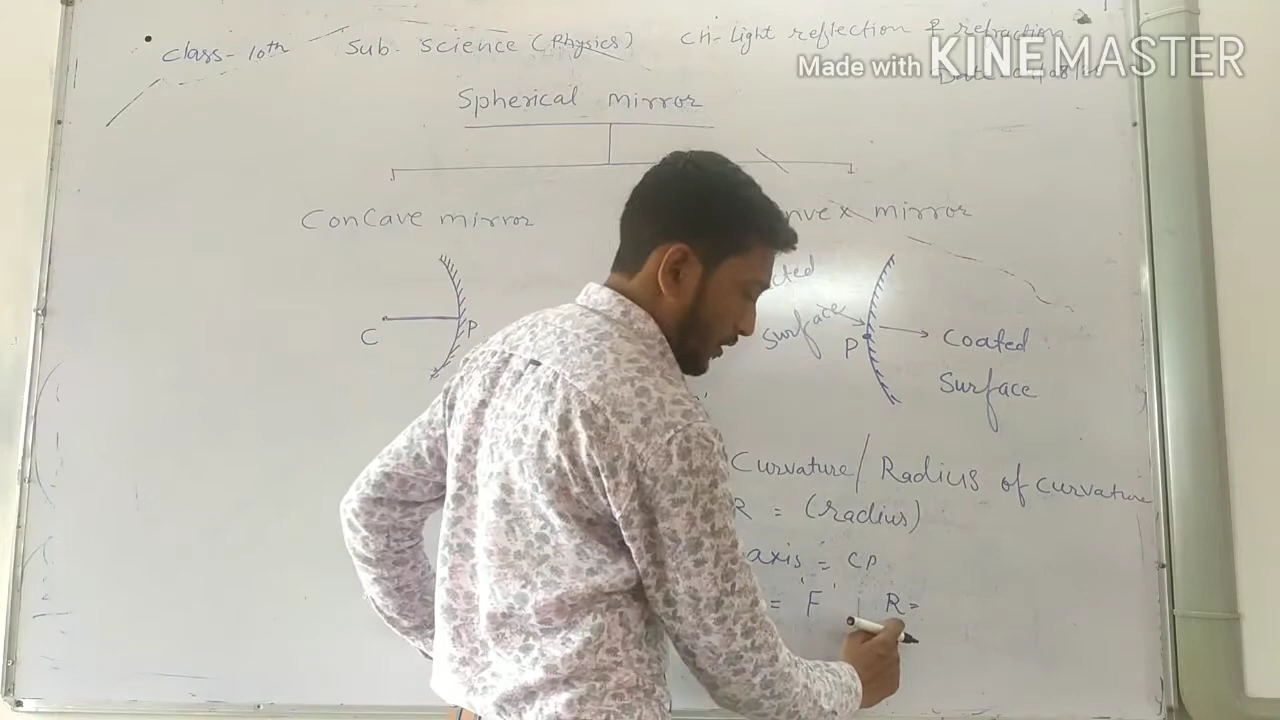 Class-10th Sub. Science (Physics) CH-Light reflection & refraction
Made with KINEMASTER
Date
Spherical mirror
Concave mirror
nvex mirror
C
P
cted
Surface
P
Coated
Surface
Curvature/ Radius of curvature
R = (radius)
axis = CP
= 'F' | R=